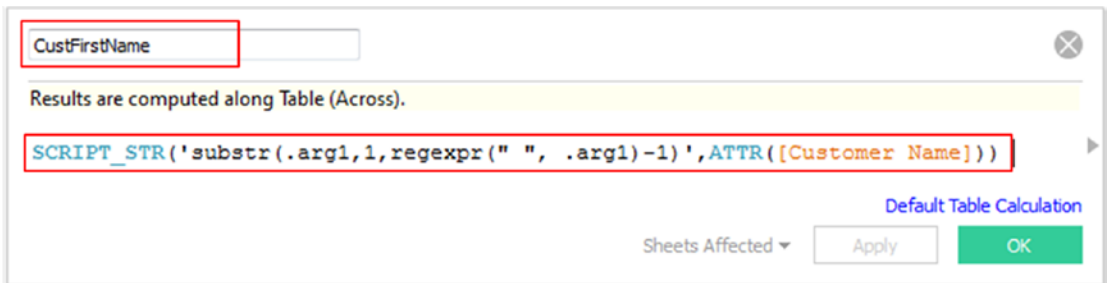 CustFirstName
Results are computed along Table (Across).
SCRIPT_STR('substr(.arg1,1,regexpr(" ", .arg1)-1)',ATTR([Customer Name]))
Default Table Calculation
Sheets Affected Apply OK